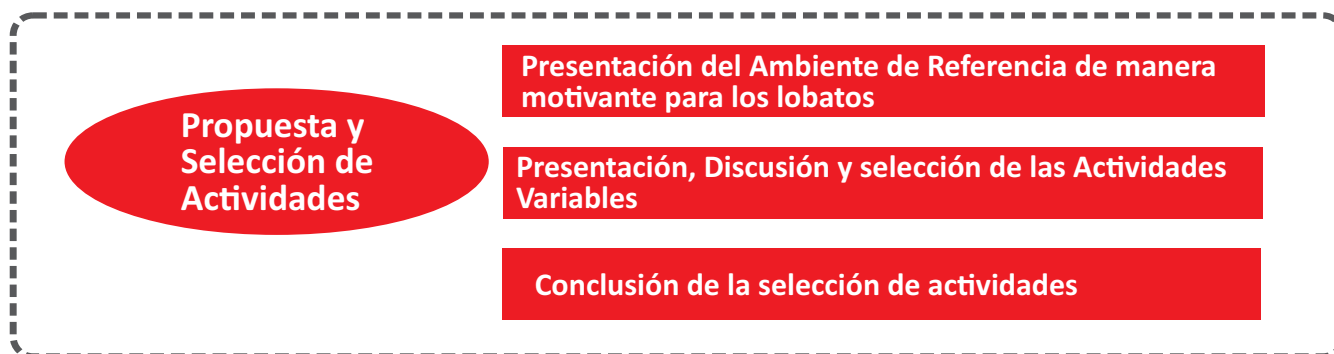 Propuesta y
Selección de
Actividades
Presentación del Ambiente de Referencia de manera
motivante para los lobatos
Presentación, Discusión y selección de las Actividades
Variables
Conclusión de la selección de actividades